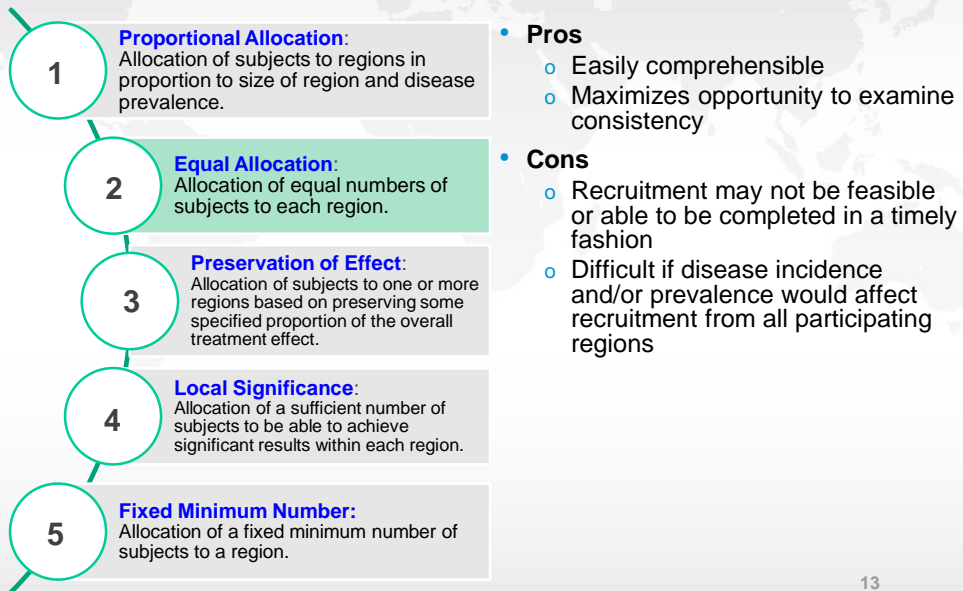 1
Proportional Allocation:
Allocation of subjects to regions in
proportion to size of region and disease
prevalence.
2
Equal Allocation:
Allocation of equal numbers of
subjects to each region.
3
Preservation of Effect:
Allocation of subjects to one or more
regions based on preserving some
specified proportion of the overall
treatment effect.
4
Local Significance:
Allocation of a sufficient number of
subjects to be able to achieve
significant results within each region.
5
Fixed Minimum Number:
Allocation of a fixed minimum number of
subjects to a region.
• Pros
o Easily comprehensible
o Maximizes opportunity to examine
consistency
• Cons
o Recruitment may not be feasible
or able to be completed in a timely
fashion
o Difficult if disease incidence
and/or prevalence would affect
recruitment from all participating
regions
13